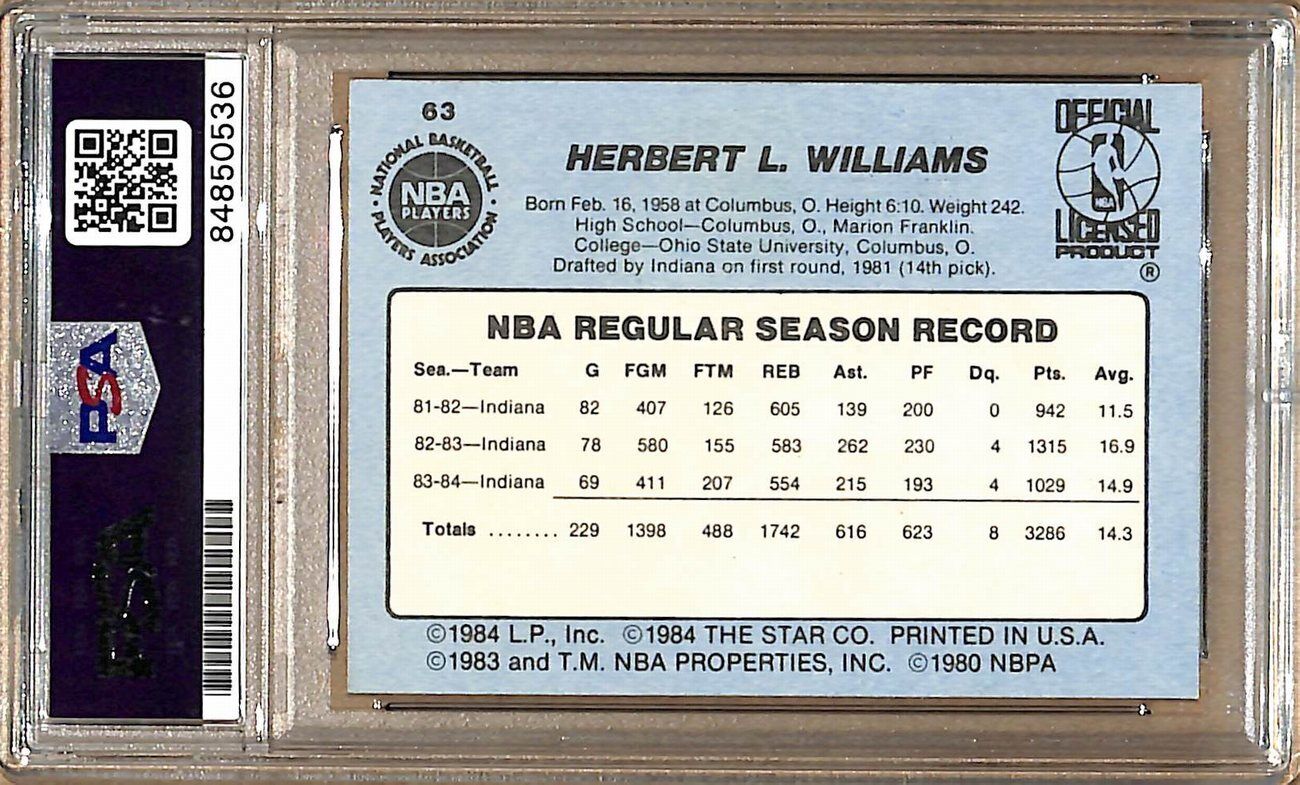 84850536
PSA
63
NATIONAL BASKETBALL
NBA
PLAYERS
PLAYERS ASSOCIATION
HERBERT L. WILLIAMS
Born Feb. 16, 1958 at Columbus, O. Height 6:10. Weight 242.
High School—Columbus, O., Marion Franklin.
College—Ohio State University, Columbus, O.
Drafted by Indiana on first round, 1981 (14th pick).
OFFICIAL
NBA
LICENSED
PRODUCT
®
NBA REGULAR SEASON RECORD
Sea.—Team G FGM FTM REB Ast. PF Dq. Pts. Avg.
81-82—Indiana 82 407 126 605 139 200 0 942 11.5
82-83—Indiana 78 580 155 583 262 230 4 1315 16.9
83-84—Indiana 69 411 207 554 215 193 4 1029 14.9
Totals ........ 229 1398 488 1742 616 623 8 3286 14.3
©1984 L.P., Inc. ©1984 THE STAR CO. PRINTED IN U.S.A.
©1983 and T.M. NBA PROPERTIES, INC. ©1980 NBPA